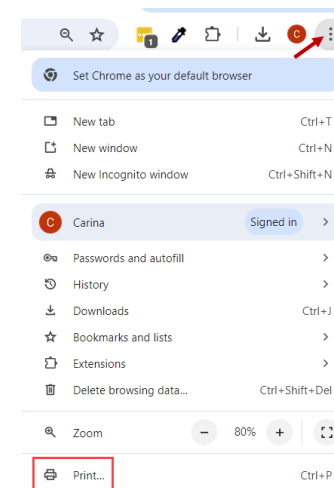 1
C
Set Chrome as your default browser
New tab Ctrl+T
New window Ctrl+N
New Incognito window Ctrl+Shift+N
C Carina Signed in
Passwords and autofill
History
Downloads Ctrl+J
Bookmarks and lists
Extensions
Delete browsing data... Ctrl+Shift+Del
Zoom − 80% +
Print... Ctrl+P